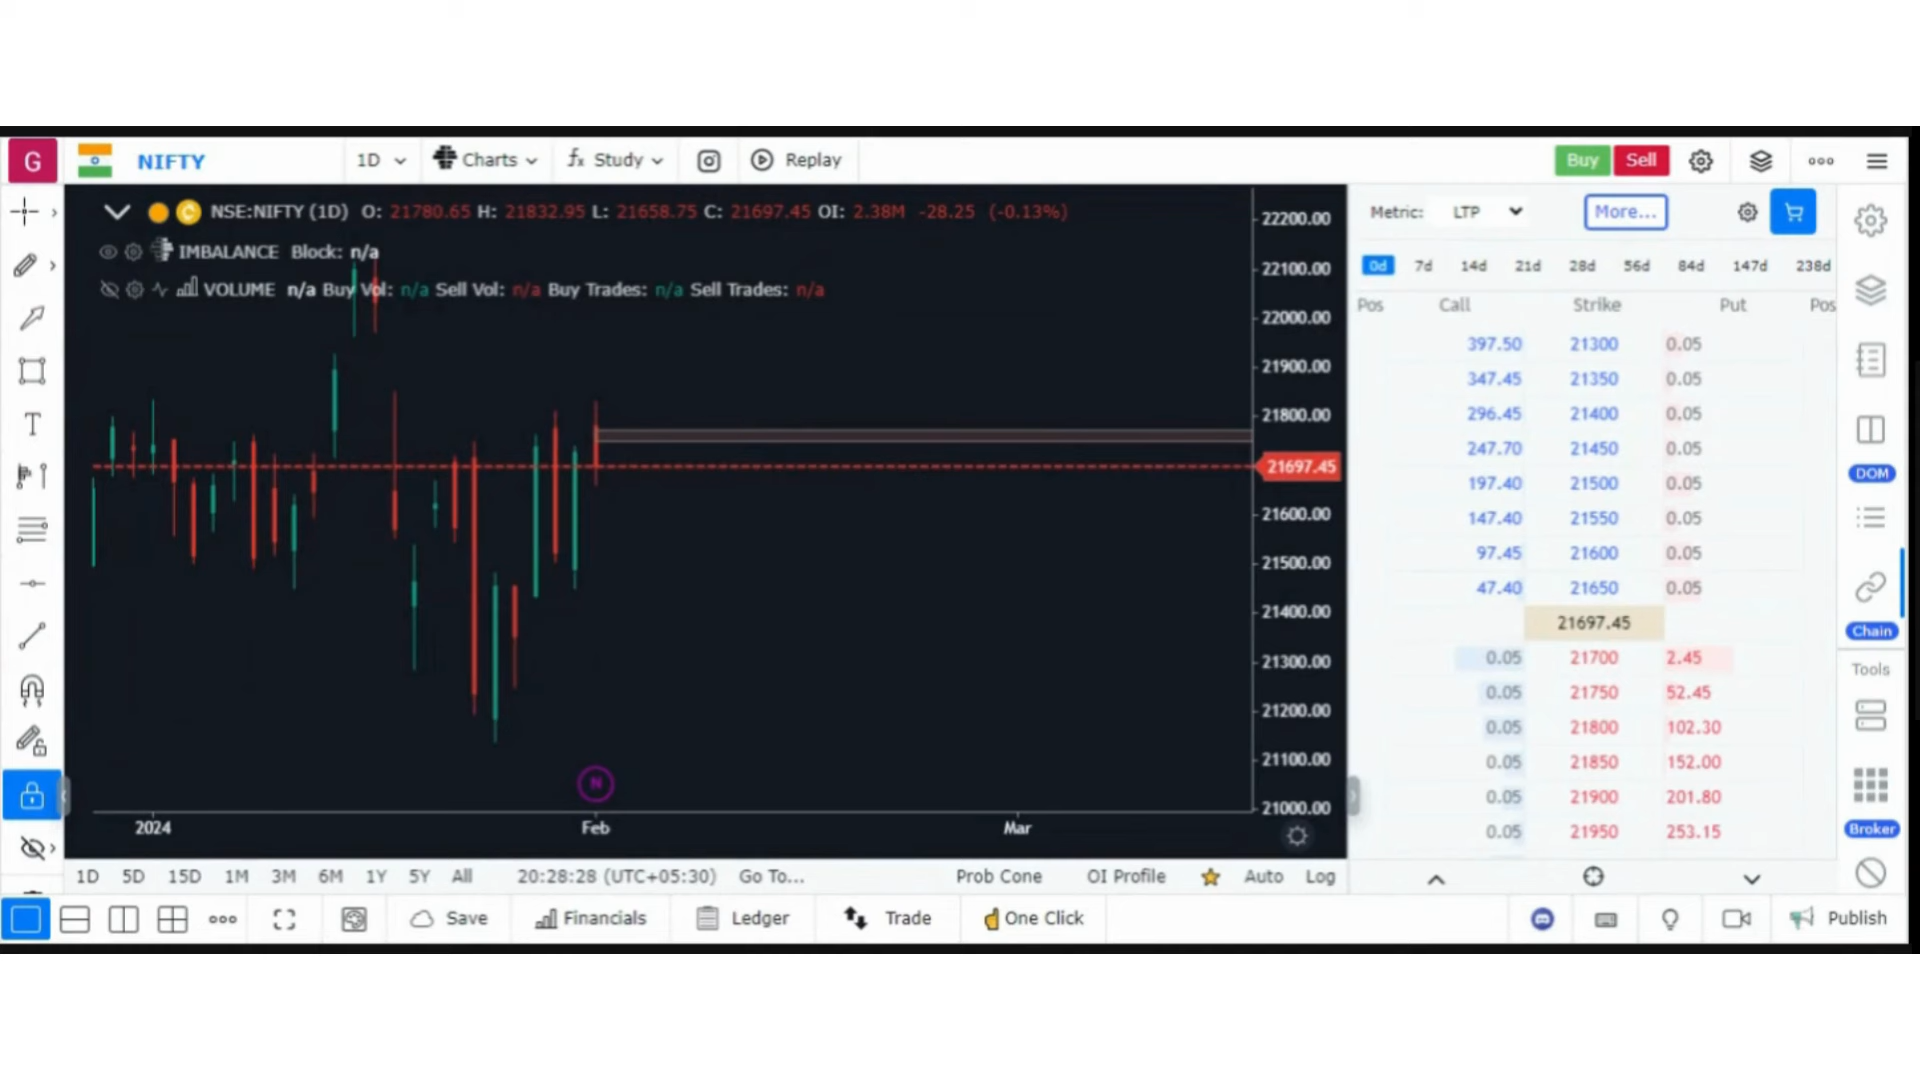 G NIFTY 1D Charts fx Study Replay Buy Sell
NSE:NIFTY (1D) O: 21780.65 H: 21832.95 L: 21658.75 C: 21697.45 OI: 2.38M -28.25 (-0.13%)
IMBALANCE Block: n/a
VOLUME n/a Buy Vol: n/a Sell Vol: n/a Buy Trades: n/a Sell Trades: n/a
22200.00
22100.00
22000.00
21900.00
21800.00
21697.45
21600.00
21500.00
21400.00
21300.00
21200.00
21100.00
21000.00
N
2024 Feb Mar
Metric: LTP More...
0d 7d 14d 21d 28d 56d 84d 147d 238d
Pos Call Strike Put Pos
397.50 21300 0.05
347.45 21350 0.05
296.45 21400 0.05
247.70 21450 0.05
197.40 21500 0.05
147.40 21550 0.05
97.45 21600 0.05
47.40 21650 0.05
21697.45
0.05 21700 2.45
0.05 21750 52.45
0.05 21800 102.30
0.05 21850 152.00
0.05 21900 201.80
0.05 21950 253.15
DOM
Chain
Tools
Broker
T
1D 5D 15D 1M 3M 6M 1Y 5Y All 20:28:28 (UTC+05:30) Go To... Prob Cone OI Profile Auto Log
Save Financials Ledger Trade One Click Publish